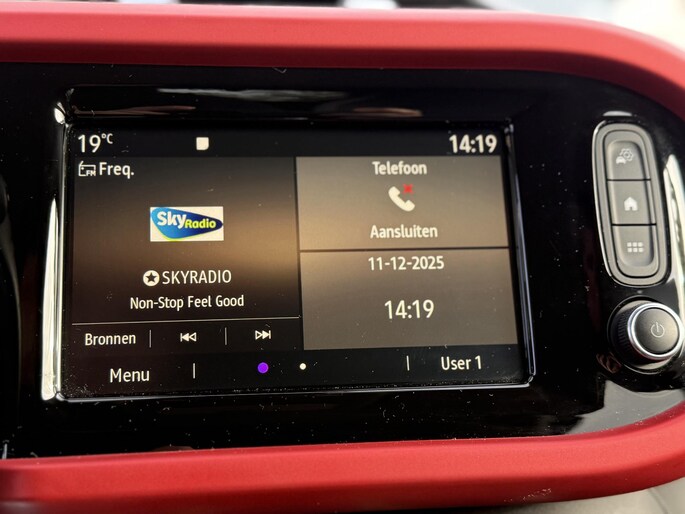 19°C
14:19
FM Freq.
Sky Radio
SKYRADIO
Non-Stop Feel Good
Bronnen
Telefoon
Aansluiten
11-12-2025
14:19
Menu
User 1